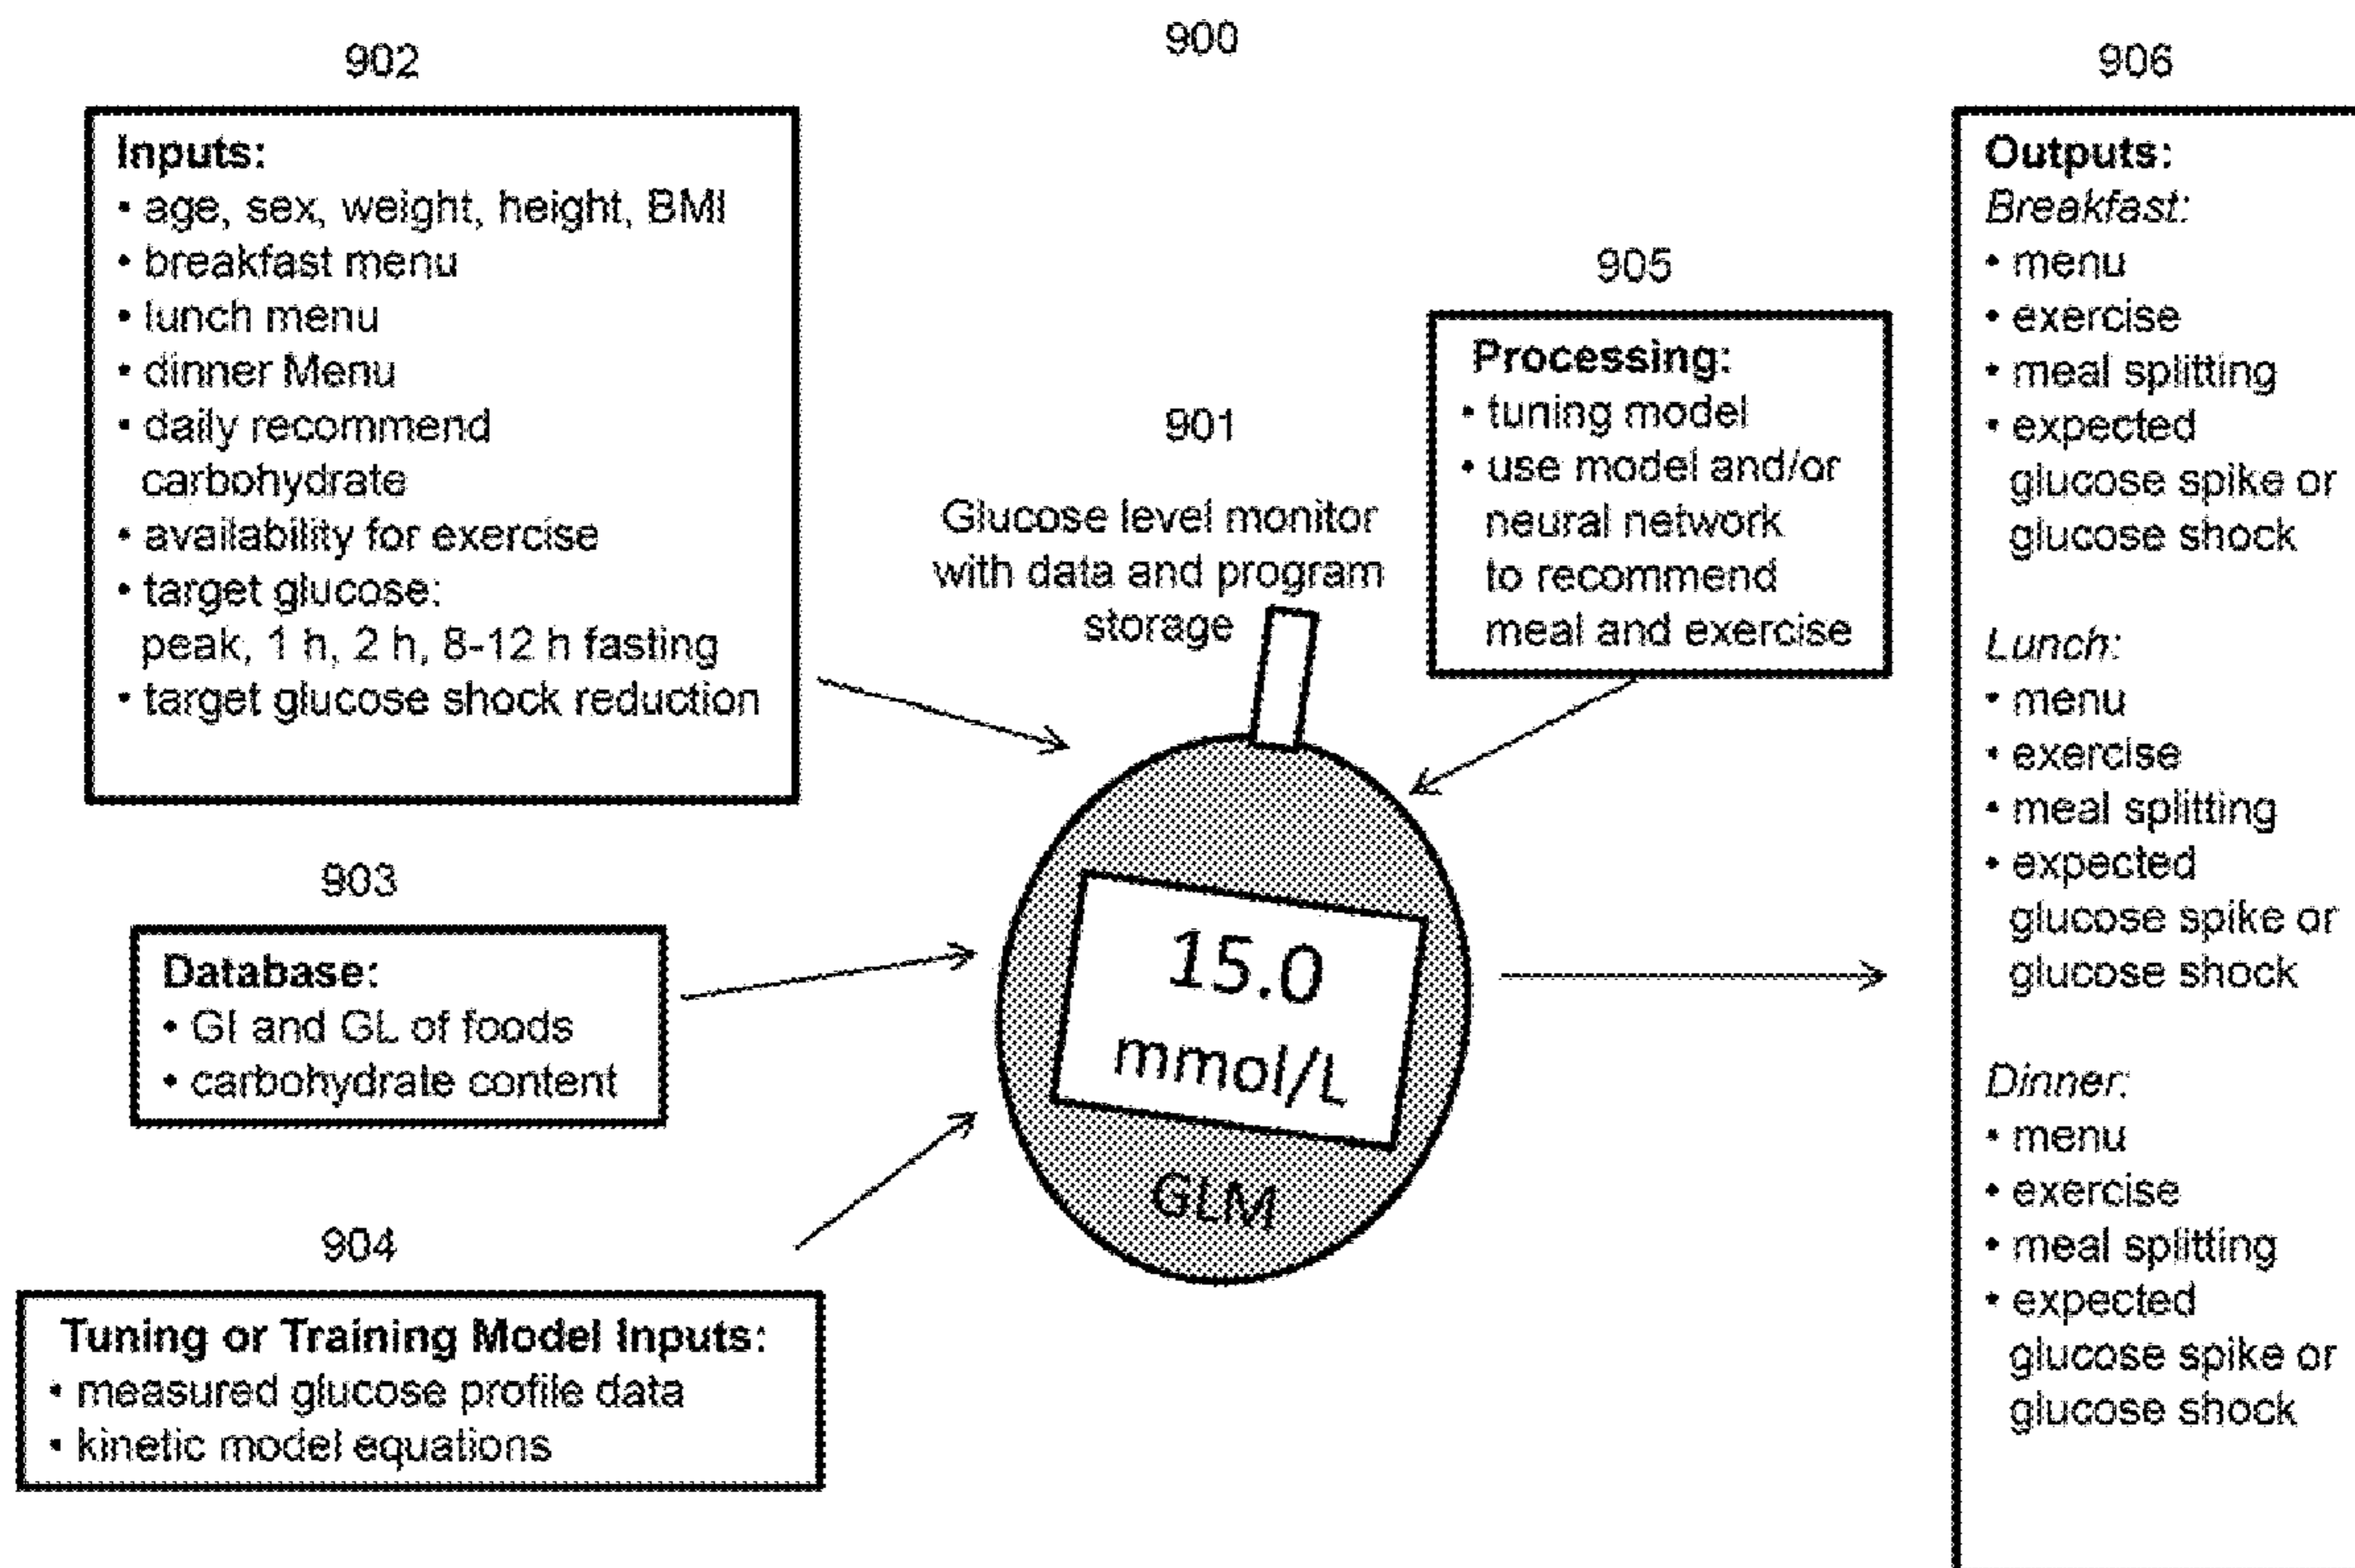 900
902
Inputs:
• age, sex, weight, height, BMI
• breakfast menu
• lunch menu
• dinner Menu
• daily recommend
carbohydrate
• availability for exercise
• target glucose:
peak, 1 h, 2 h, 8-12 h fasting
• target glucose shock reduction
903
Database:
• GI and GL of foods
• carbohydrate content
904
Tuning or Training Model Inputs:
• measured glucose profile data
• kinetic model equations
901
Glucose level monitor
with data and program
storage
15.0
mmol/L
GLM
905
Processing:
• tuning model
• use model and/or
neural network
to recommend
meal and exercise
906
Outputs:
Breakfast:
• menu
• exercise
• meal splitting
• expected
glucose spike or
glucose shock
Lunch:
• menu
• exercise
• meal splitting
• expected
glucose spike or
glucose shock
Dinner:
• menu
• exercise
• meal splitting
• expected
glucose spike or
glucose shock